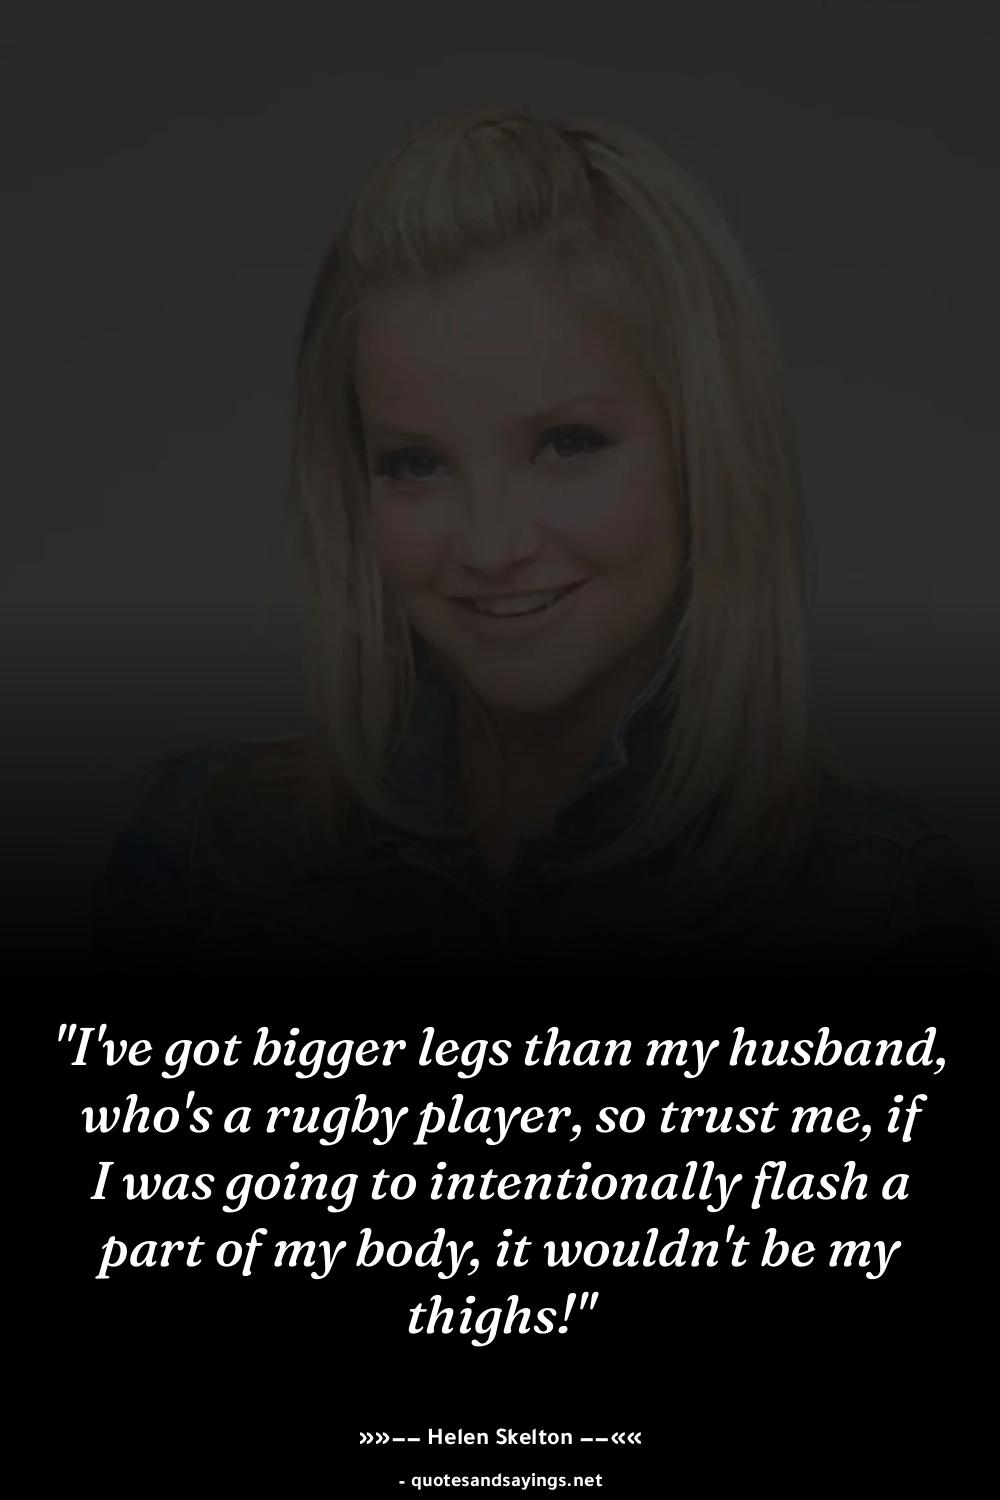 "I've got bigger legs than my husband,
who's a rugby player, so trust me, if
I was going to intentionally flash a
part of my body, it wouldn't be my
thighs!"
»»−− Helen Skelton −−««
- quotesandsayings.net